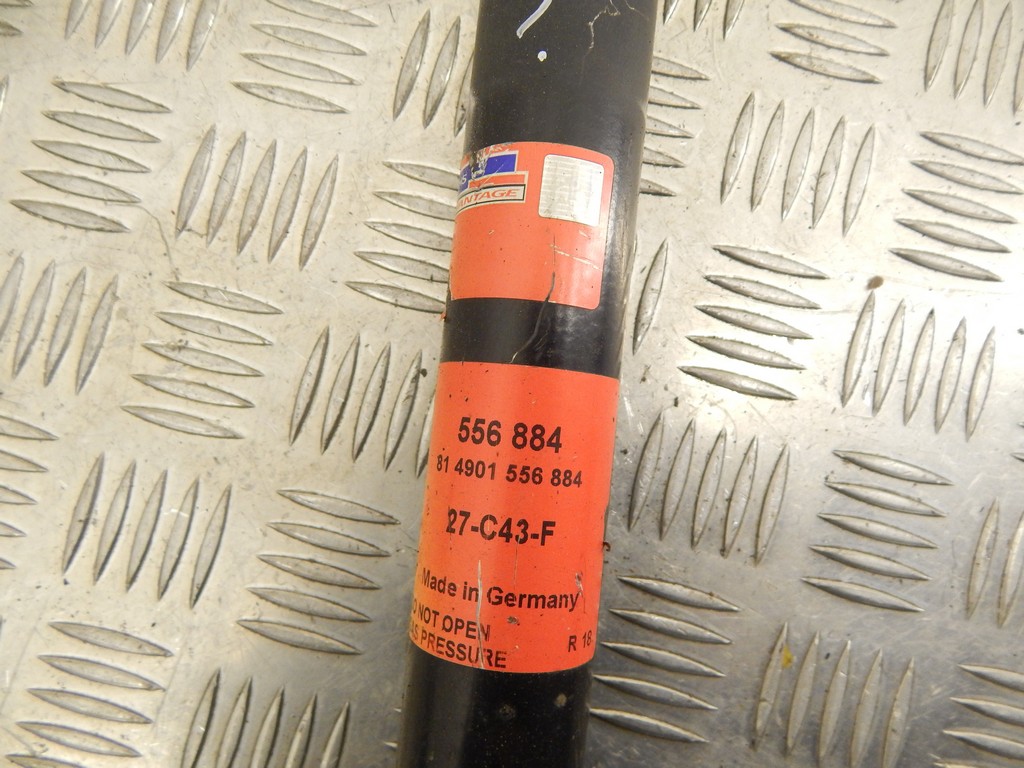 556 884
81 4901 556 884
27-C43-F
Made in Germany
NOT OPEN
PRESSURE
R 18